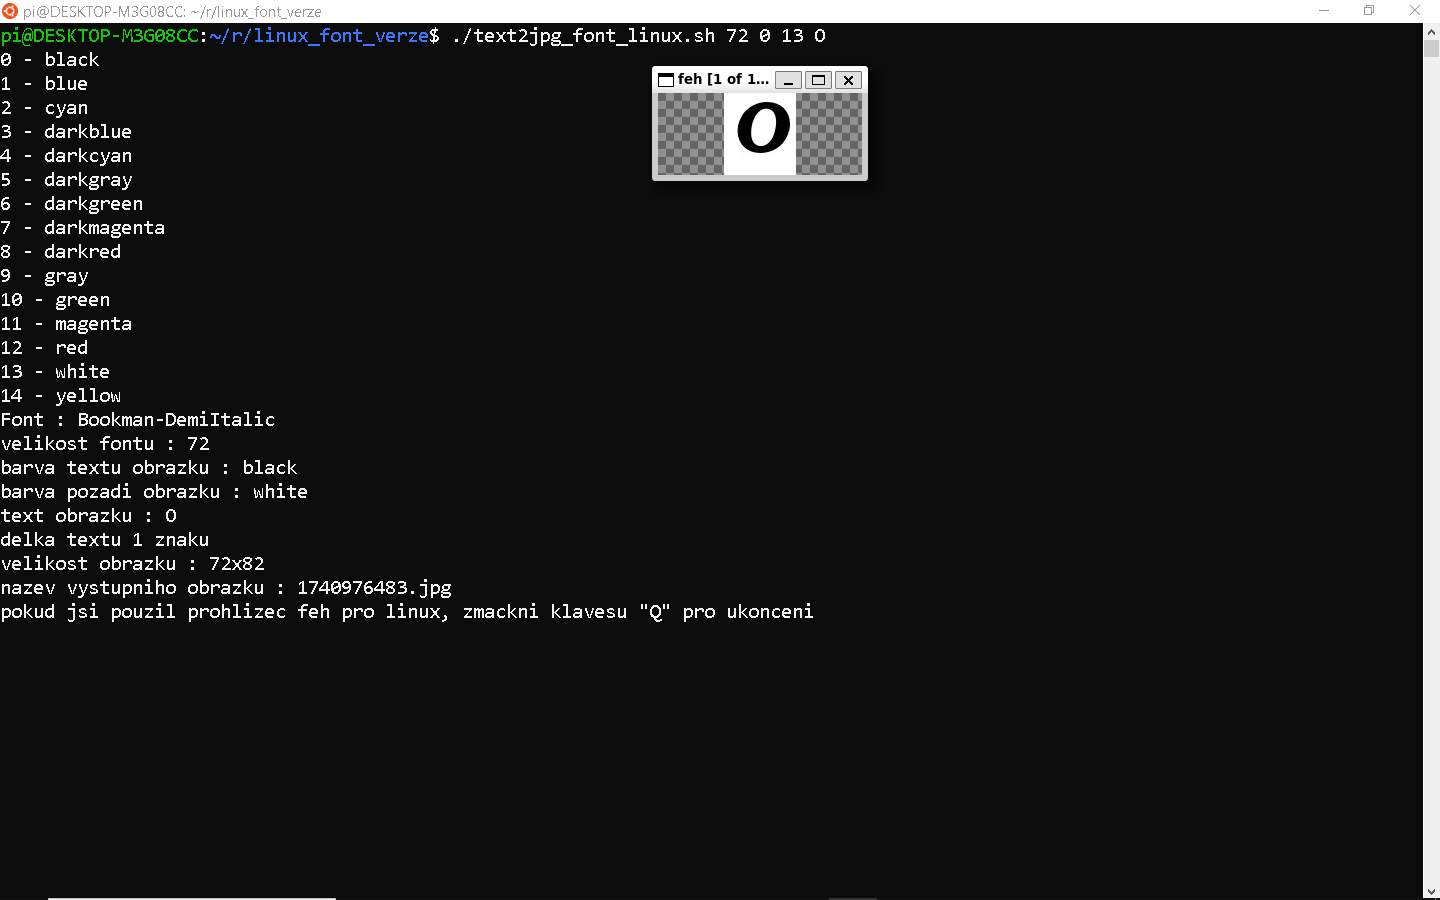 pi@DESKTOP-M3G08CC: ~/r/linux_font_verze
pi@DESKTOP-M3G08CC:~/r/linux_font_verze$ ./text2jpg_font_linux.sh 72 0 13 O
0 - black
1 - blue
2 - cyan
3 - darkblue
4 - darkcyan
5 - darkgray
6 - darkgreen
7 - darkmagenta
8 - darkred
9 - gray
10 - green
11 - magenta
12 - red
13 - white
14 - yellow
Font : Bookman-DemiItalic
velikost fontu : 72
barva textu obrazku : black
barva pozadi obrazku : white
text obrazku : O
delka textu 1 znaku
velikost obrazku : 72x82
nazev vystupniho obrazku : 1740976483.jpg
pokud jsi pouzil prohlizec feh pro linux, zmackni klavesu "Q" pro ukonceni
feh [1 of 1...
O